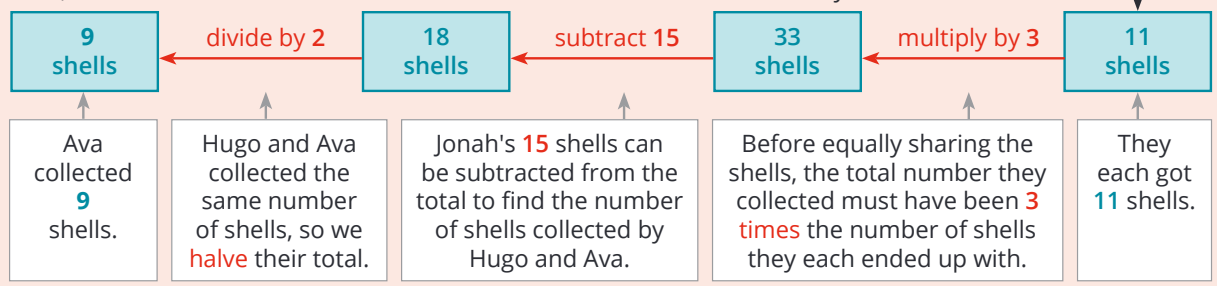 9
shells
divide by 2
18
shells
subtract 15
33
shells
multiply by 3
11
shells
Ava
collected
9
shells.
Hugo and Ava
collected the
same number
of shells, so we
halve their total.
Jonah's 15 shells can
be subtracted from the
total to find the number
of shells collected by
Hugo and Ava.
Before equally sharing the
shells, the total number they
collected must have been 3
times the number of shells
they each ended up with.
They
each got
11 shells.